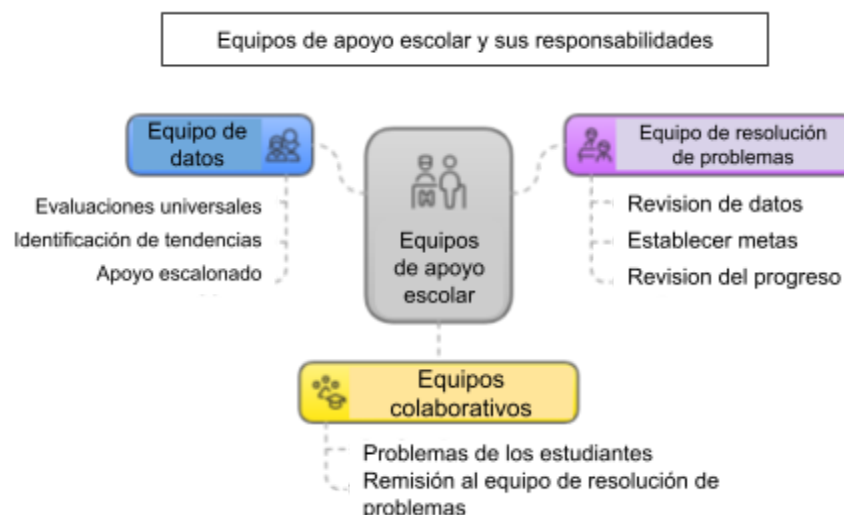 Equipos de apoyo escolar y sus responsabilidades
Equipo de
datos
Evaluaciones universales
Identificación de tendencias
Apoyo escalonado
Equipos
de apoyo
escolar
Equipo de resolución
de problemas
Revision de datos
Establecer metas
Revision del progreso
Equipos
colaborativos
Problemas de los estudiantes
Remisión al equipo de resolución de
problemas